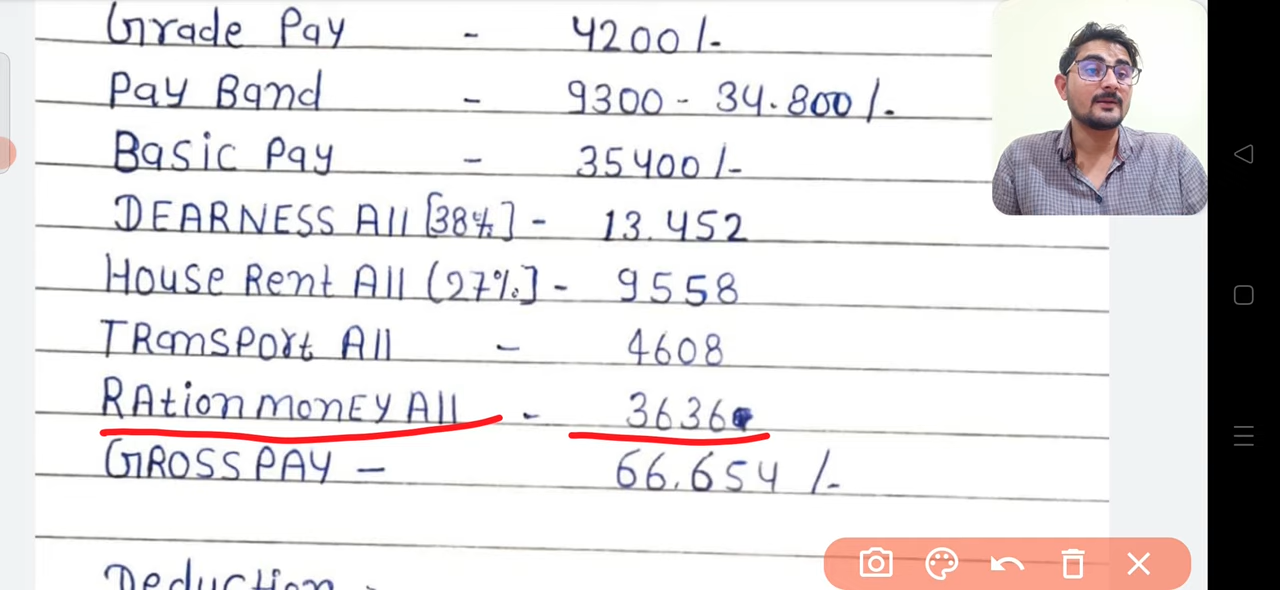 Grade Pay - 4200/-
Pay Band - 9300 - 34.800/-
Basic Pay - 35400/-
DEARNESS All [38%] - 13.452
House Rent All (27%] - 9558
TRansport All - 4608
RAtion monEy All - 3636
GROSS PAY - 66.654 /-
Deduction -